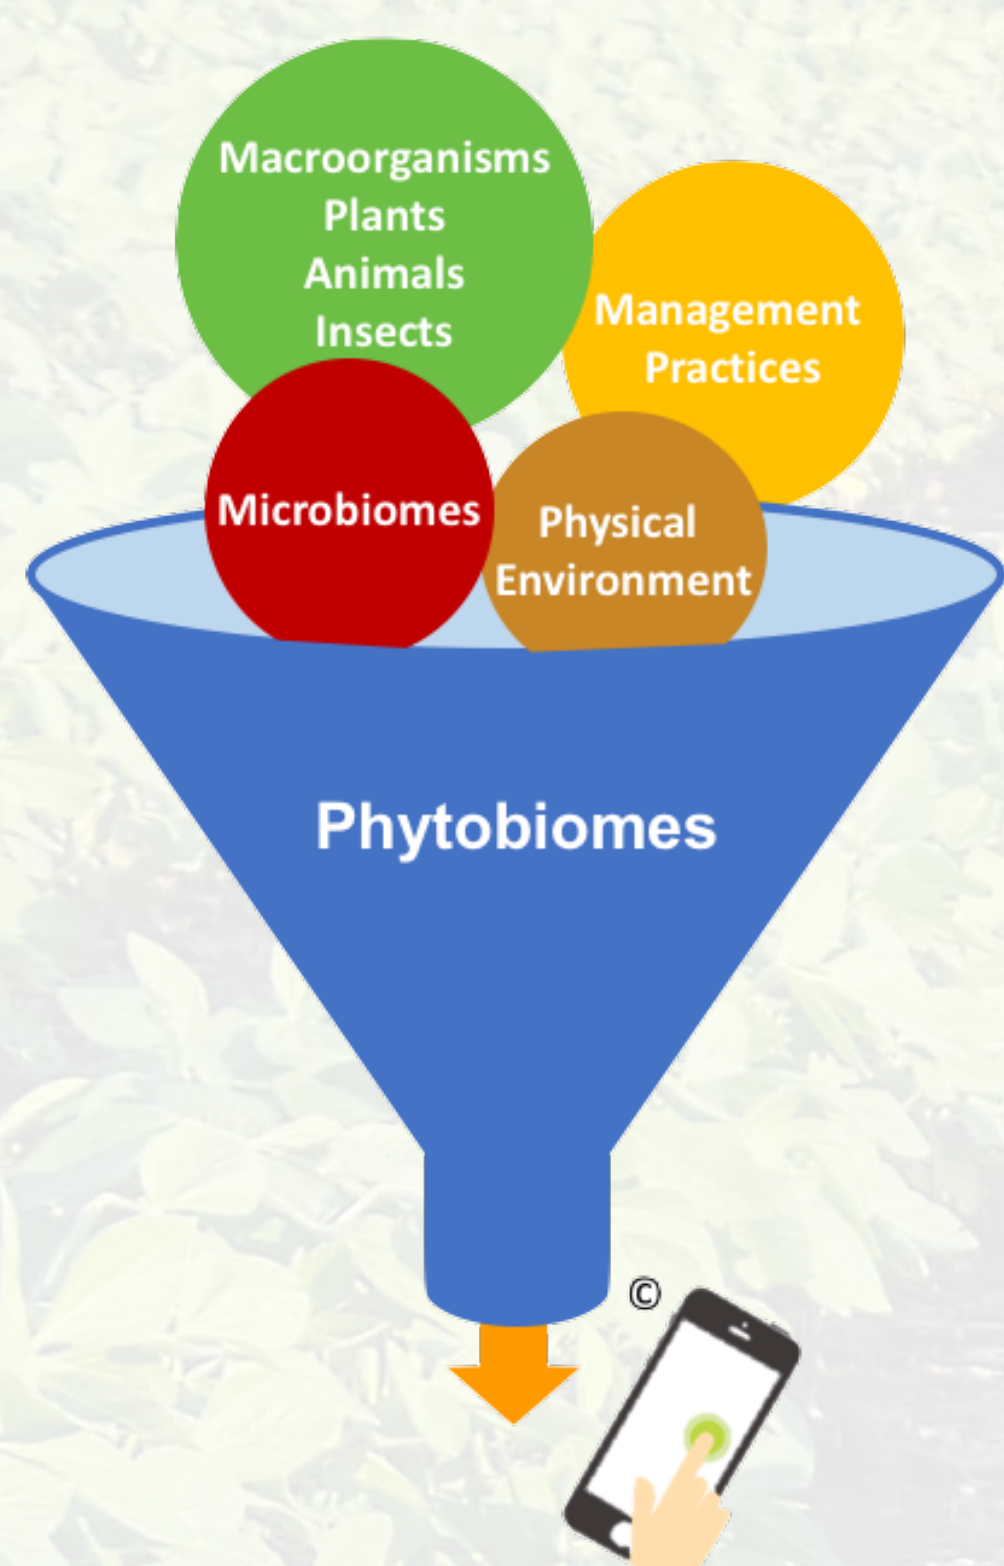 Macroorganisms
Plants
Animals
Insects
Management
Practices
Microbiomes
Physical
Environment
Phytobiomes
©